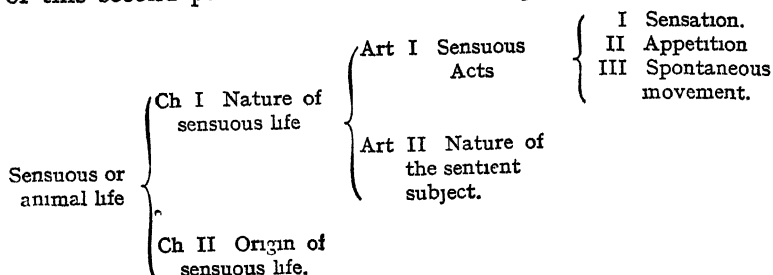 of this second
I Sensation.
II Appetition
III Spontaneous
movement.
Art I Sensuous
Acts
Ch I Nature of
sensuous life
Art II Nature of
the sentient
subject.
Sensuous or
animal life
Ch II Origin of
sensuous life.